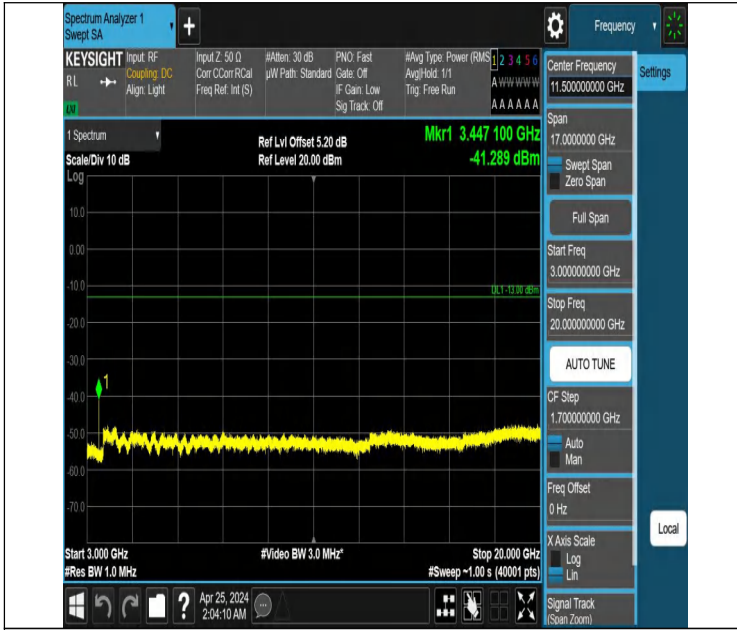 Spectrum Analyzer 1
Swept SA
Frequency
KEYSIGHT
RL
Input: RF
Coupling: DC
Align: Light
Input Z: 50 Ω
Corr CCorr RCal
Freq Ref: Int (S)
#Atten: 30 dB
µW Path: Standard
PNO: Fast
Gate: Off
IF Gain: Low
Sig Track: Off
#Avg Type: Power (RMS
Avg|Hold: 1/1
Trig: Free Run
1 2 3 4 5 6
A W W W W W
A A A A A A
1 Spectrum
Scale/Div 10 dB
Log
Ref Lvl Offset 5.20 dB
Ref Level 20.00 dBm
Mkr1 3.447 100 GHz
-41.289 dBm
10.0
0.00
-10.0
DL1 -13.00 dBm
-20.0
-30.0
1
-40.0
-50.0
-60.0
-70.0
Start 3.000 GHz
#Res BW 1.0 MHz
#Video BW 3.0 MHz*
Stop 20.000 GHz
#Sweep ~1.00 s (40001 pts)
?
Apr 25, 2024
2:04:10 AM
Center Frequency
11.500000000 GHz
Settings
Span
17.0000000 GHz
Swept Span
Zero Span
Full Span
Start Freq
3.000000000 GHz
Stop Freq
20.000000000 GHz
AUTO TUNE
CF Step
1.700000000 GHz
Auto
Man
Freq Offset
0 Hz
X Axis Scale
Log
Lin
Local
Signal Track
(Span Zoom)